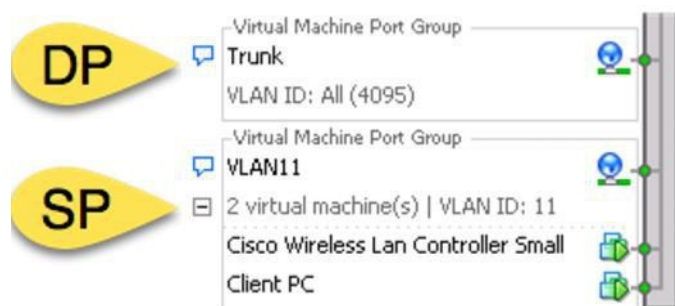 DP
Virtual Machine Port Group
Trunk
VLAN ID: All (4095)
SP
Virtual Machine Port Group
VLAN11
2 virtual machine(s) | VLAN ID: 11
Cisco Wireless Lan Controller Small
Client PC